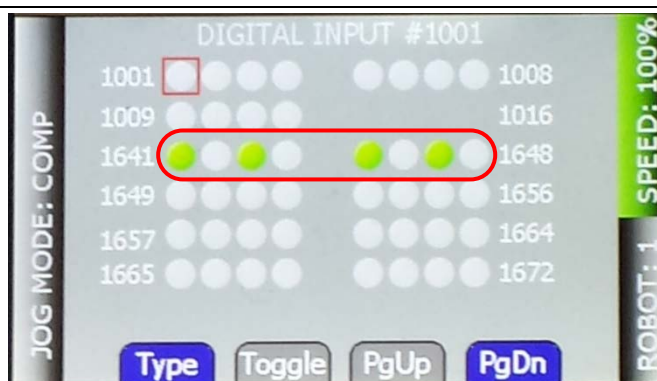 DIGITAL INPUT #1001
1001 1008
1009 1016
1641 1648
1649 1656
1657 1664
1665 1672
Type Toggle PgUp PgDn
JOG MODE: COMP
SPEED: 100%
ROBOT: 1